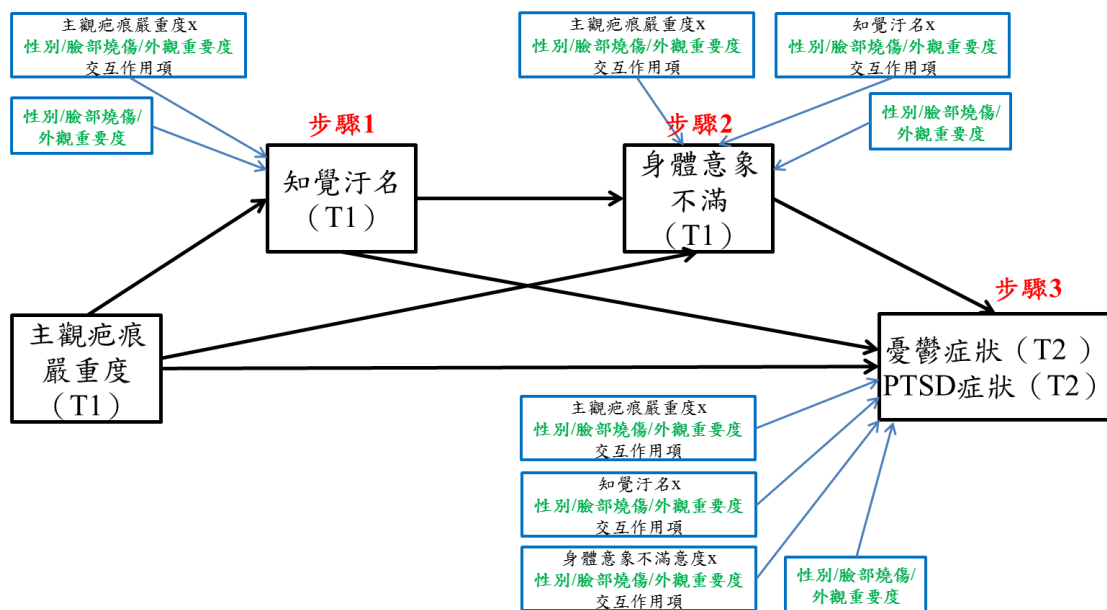 主觀疤痕嚴重度x
性別/臉部燒傷/外觀重要度
交互作用項
主觀疤痕嚴重度x
性別/臉部燒傷/外觀重要度
交互作用項
知覺汙名x
性別/臉部燒傷/外觀重要度
交互作用項
性別/臉部燒傷/
外觀重要度
性別/臉部燒傷/
外觀重要度
步驟1
知覺汙名
（T1）
步驟2
身體意象
不滿
（T1）
步驟3
主觀疤痕
嚴重度
（T1）
憂鬱症狀（T2 ）
PTSD症狀（T2）
主觀疤痕嚴重度x
性別/臉部燒傷/外觀重要度
交互作用項
知覺汙名x
性別/臉部燒傷/外觀重要度
交互作用項
身體意象不滿意度x
性別/臉部燒傷/外觀重要度
交互作用項
性別/臉部燒傷/
外觀重要度